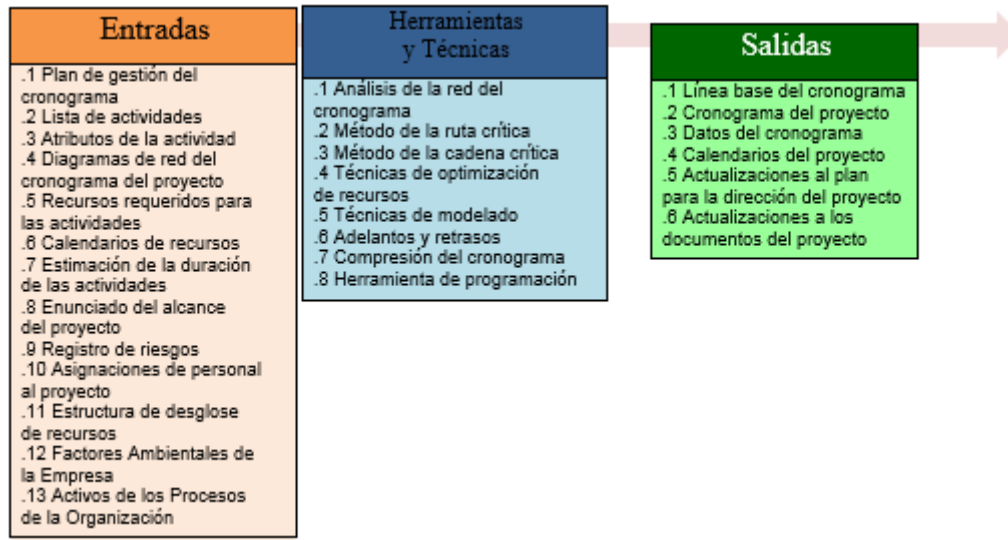 Entradas
.1 Plan de gestión del
cronograma
.2 Lista de actividades
.3 Atributos de la actividad
.4 Diagramas de red del
cronograma del proyecto
.5 Recursos requeridos para
las actividades
.6 Calendarios de recursos
.7 Estimación de la duración
de las actividades
.8 Enunciado del alcance
del proyecto
.9 Registro de riesgos
.10 Asignaciones de personal
al proyecto
.11 Estructura de desglose
de recursos
.12 Factores Ambientales de
la Empresa
.13 Activos de los Procesos
de la Organización
Herramientas
y Técnicas
.1 Análisis de la red del
cronograma
.2 Método de la ruta crítica
.3 Método de la cadena crítica
.4 Técnicas de optimización
de recursos
.5 Técnicas de modelado
.6 Adelantos y retrasos
.7 Compresión del cronograma
.8 Herramienta de programación
Salidas
.1 Línea base del cronograma
.2 Cronograma del proyecto
.3 Datos del cronograma
.4 Calendarios del proyecto
.5 Actualizaciones al plan
para la dirección del proyecto
.6 Actualizaciones a los
documentos del proyecto